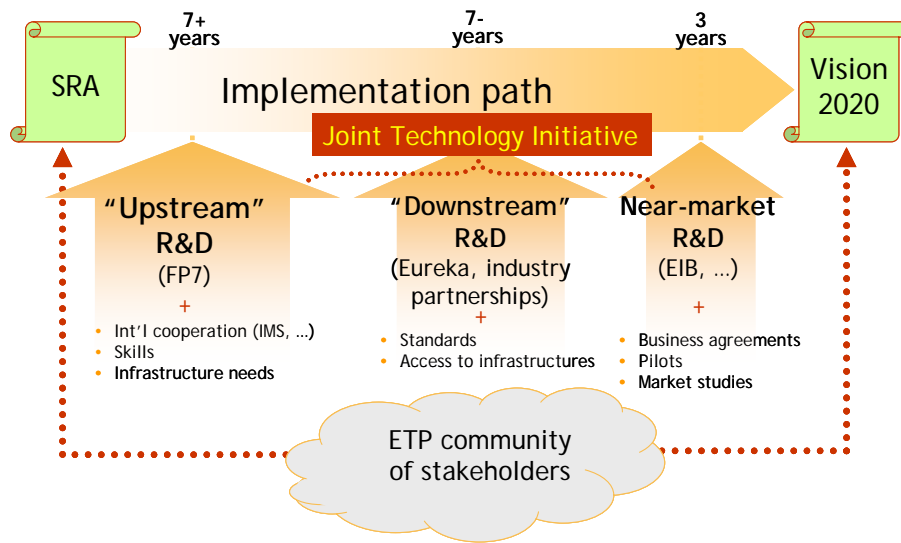 7+
years
7-
years
3
years
SRA
Implementation path
Vision
2020
Joint Technology Initiative
“Upstream”
R&D
(FP7)
+
• Int'l cooperation (IMS, ...)
• Skills
• Infrastructure needs
“Downstream”
R&D
(Eureka, industry
partnerships)
+
• Standards
• Access to infrastructures
Near-market
R&D
(EIB, ...)
+
• Business agreements
• Pilots
• Market studies
ETP community
of stakeholders